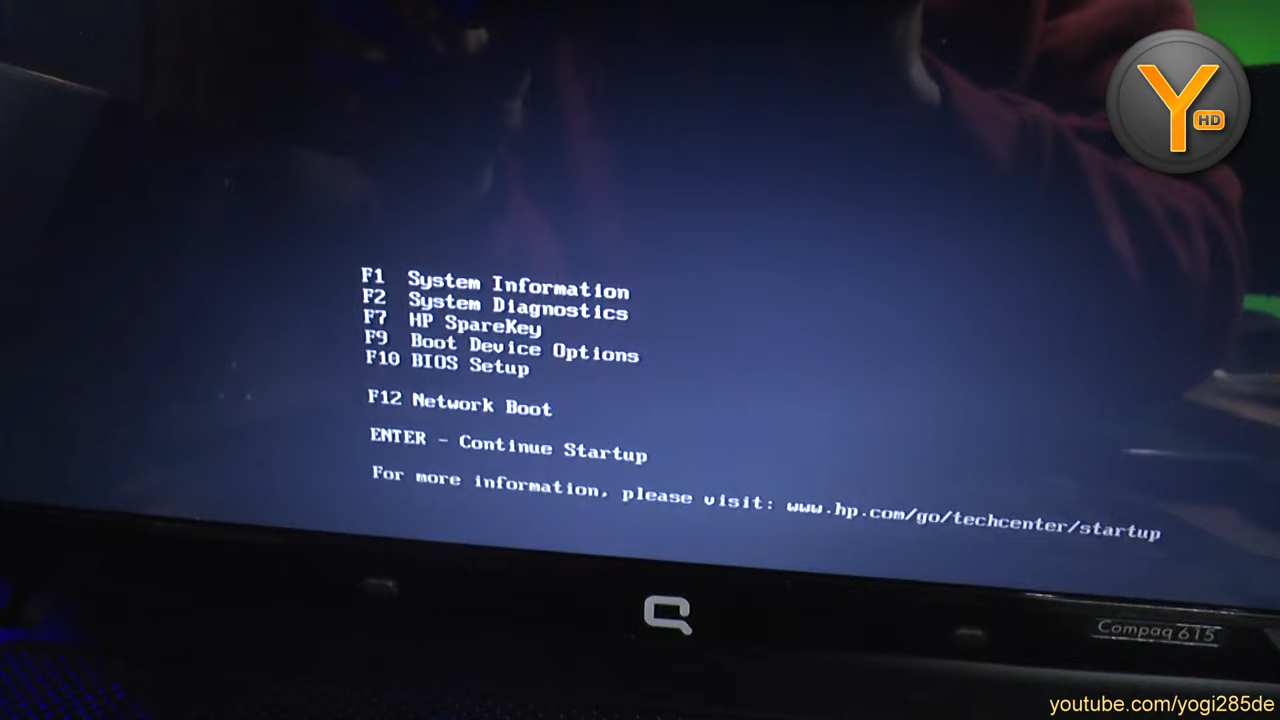 Y
HD
F1 System Information
F2 System Diagnostics
F7 HP SpareKey
F9 Boot Device Options
F10 BIOS Setup
F12 Network Boot
ENTER - Continue Startup
For more information, please visit: www.hp.com/go/techcenter/startup
Compaq 615
youtube.com/yogi285de